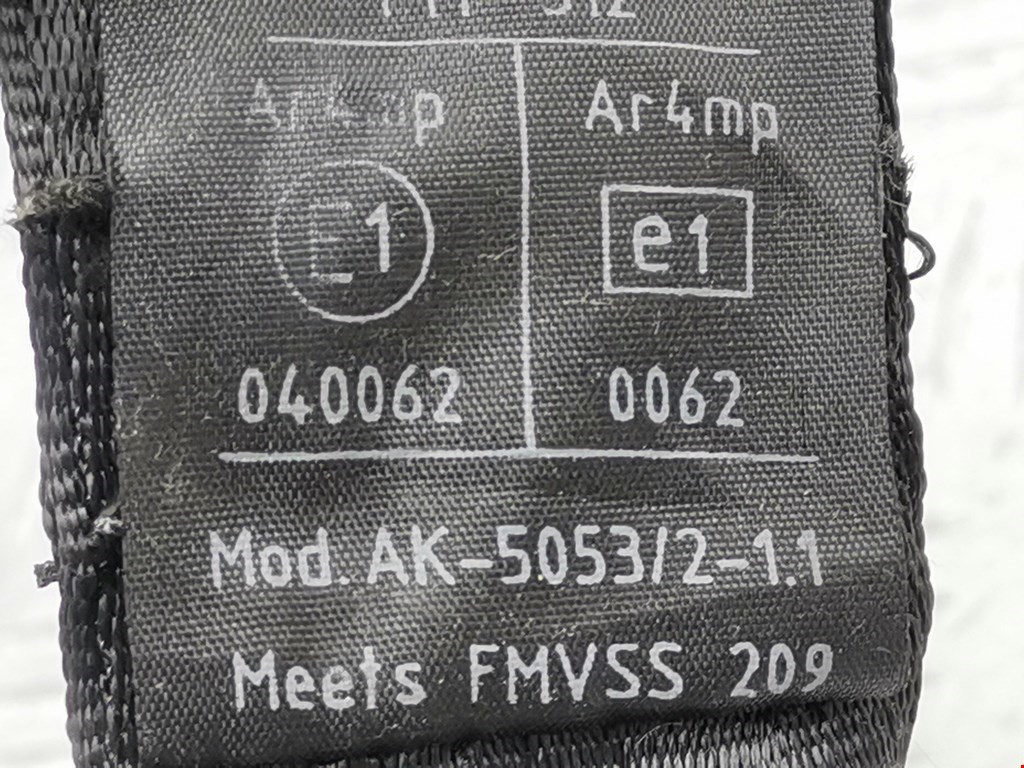 Ar4mp Ar4mp
E1 e1
040062 0062
Mod. AK-5053/2-1.1
Meets FMVSS 209